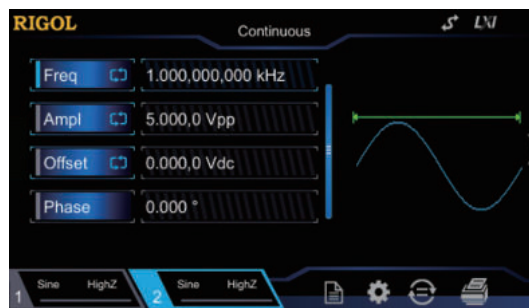 RIGOL Continuous LXI
Freq 1.000,000,000 kHz
Ampl 5.000,0 Vpp
Offset 0.000,0 Vdc
Phase 0.000 °
1 Sine HighZ 2 Sine HighZ